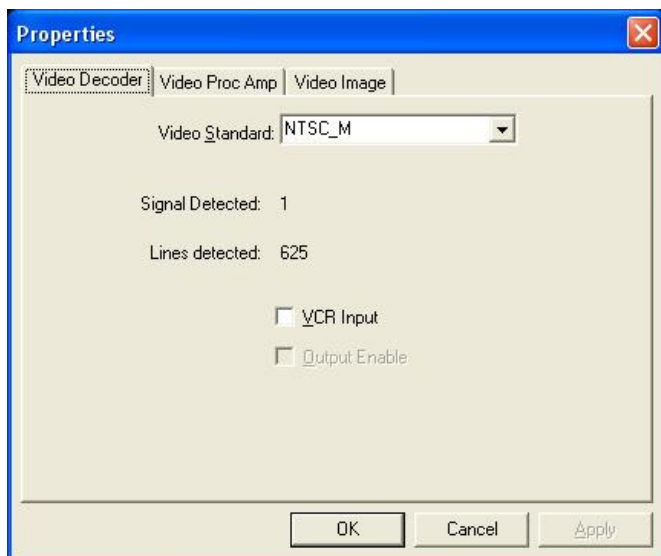 Properties
Video Decoder Video Proc Amp Video Image
Video Standard: NTSC_M
Signal Detected: 1
Lines detected: 625
VCR Input
Output Enable
OK Cancel Apply